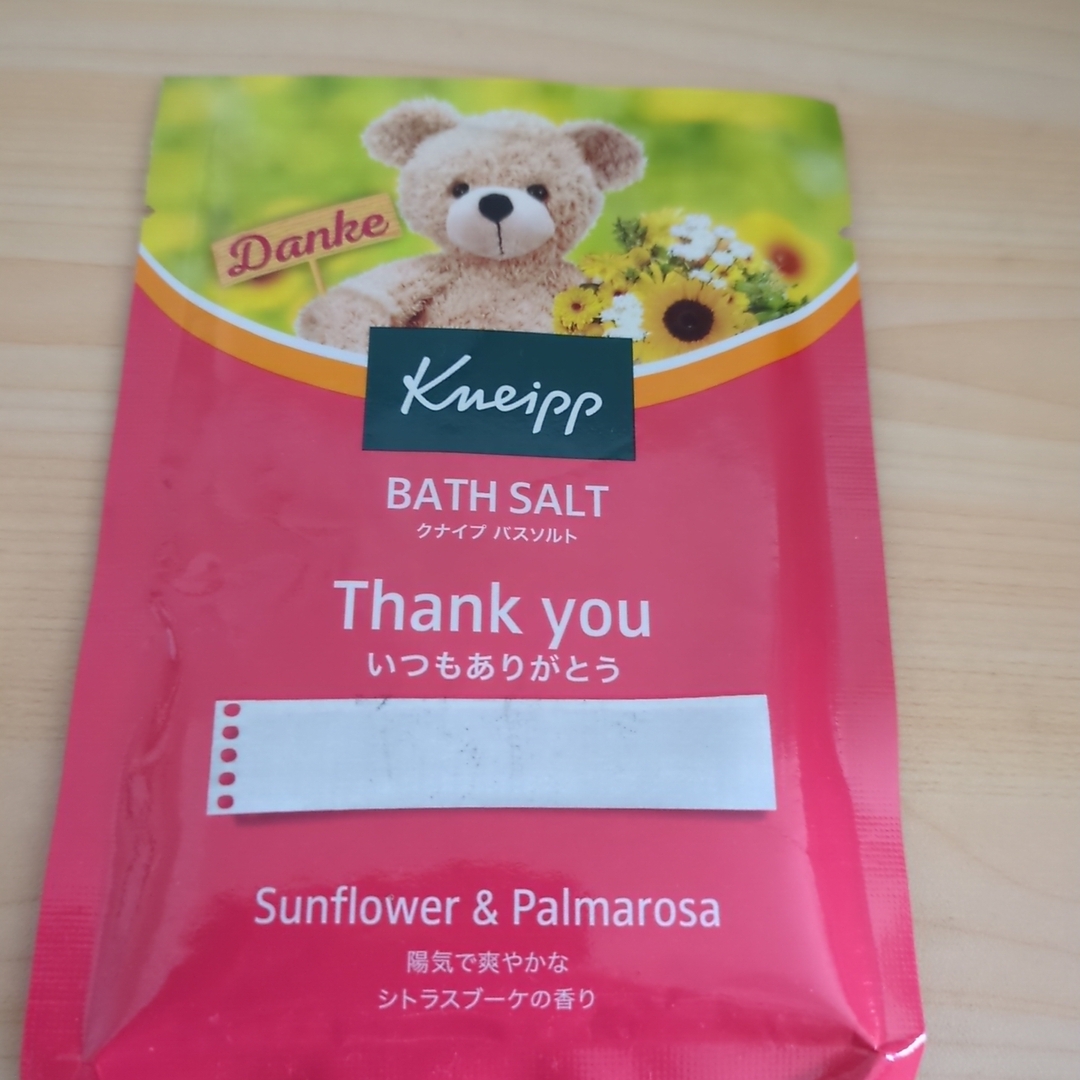 Danke
Kneipp
BATH SALT
クナイプ バスソルト
Thank you
いつもありがとう
Sunflower & Palmarosa
陽気で爽やかな
シトラスブーケの香り